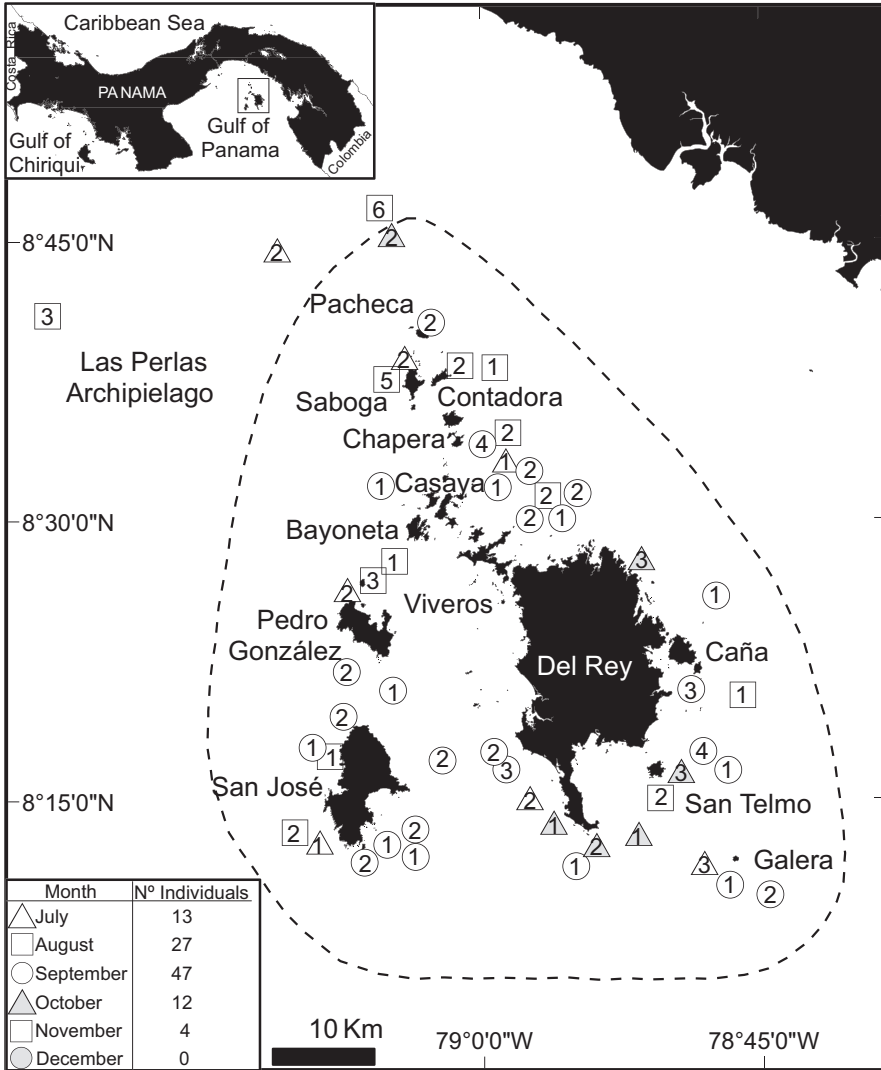 Caribbean Sea
Costa Rica
PANAMA
Gulf of
Panama
Colombia
Gulf of
Chiriqui
6
8°45'0"N
2
2
3
Pacheca
2
Las Perlas
Archipielago
2
2
1
5
Saboga
Contadora
Chapera
4
2
1
2
1
Casaya
1
2
2
8°30'0"N
2
1
Bayoneta
1
3
3
2
Viveros
1
Pedro
González
Del Rey
Caña
2
1
3
1
2
1
1
2
2
3
4
1
3
San José
2
2
San Telmo
8°15'0"N
2
1
1
2
1
1
2
1
2
1
3
Galera
1
2
Month Nº Individuals
July 13
August 27
September 47
October 12
November 4
December 0
10 Km
79°0'0"W
78°45'0"W